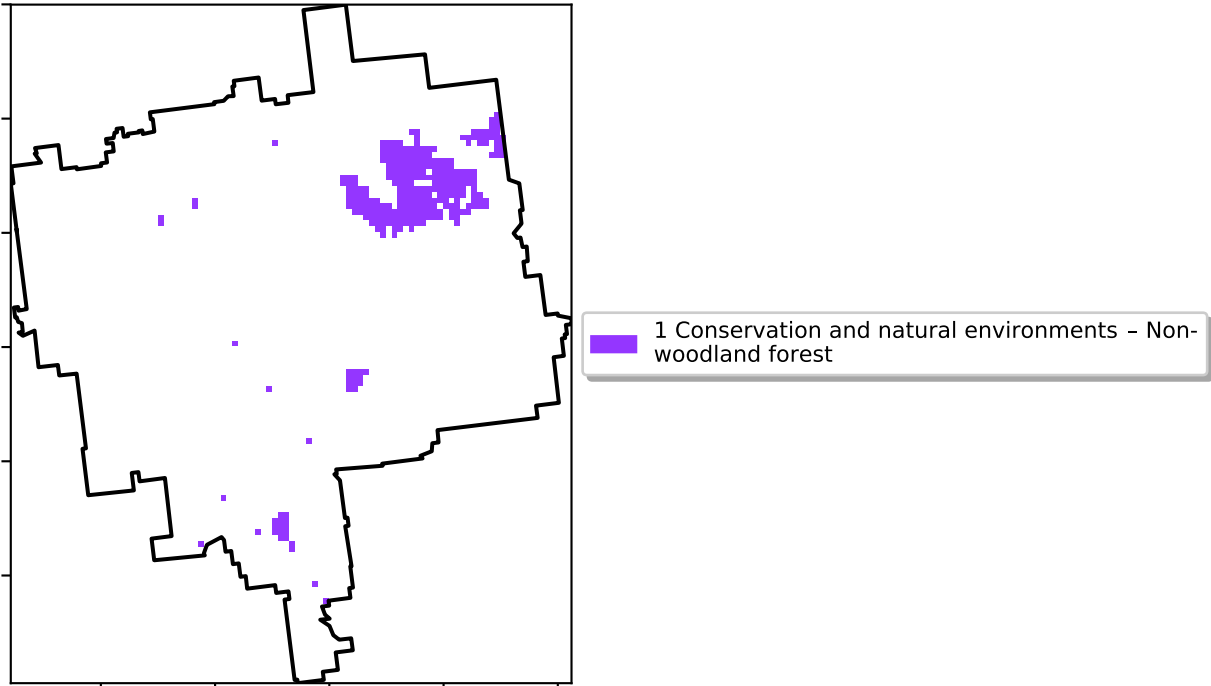 1 Conservation and natural environments – Non-
woodland forest